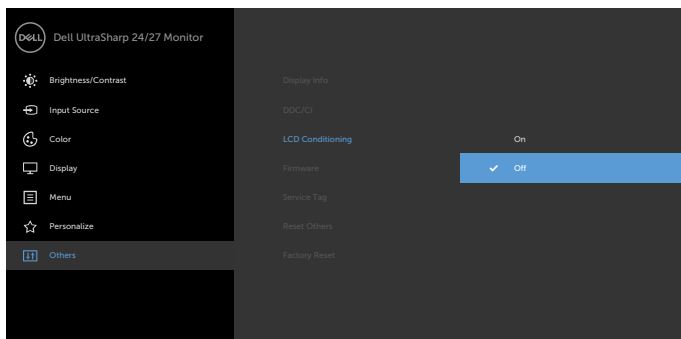 DELL Dell UltraSharp 24/27 Monitor
Brightness/Contrast
Display Info
Input Source
DDC/CI
Color
LCD Conditioning
On
Display
Firmware
Off
Menu
Service Tag
Personalize
Reset Others
Others
Factory Reset